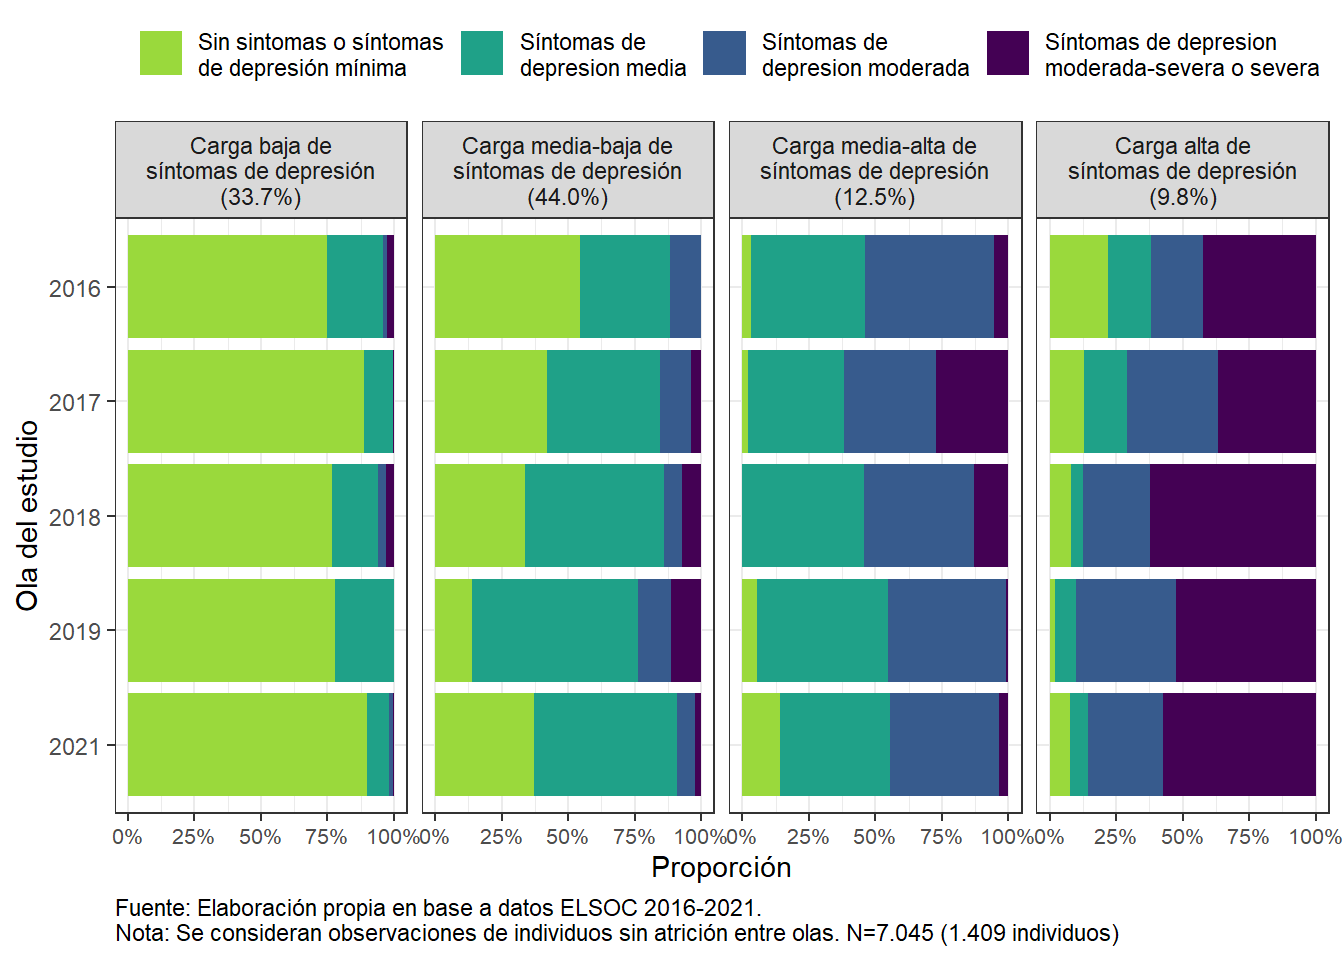 Sin sintomas o síntomas
de depresión mínima
Síntomas de
depresion media
Síntomas de
depresion moderada
Síntomas de depresion
moderada-severa o severa
Carga baja de
síntomas de depresión
(33.7%)
Carga media-baja de
síntomas de depresión
(44.0%)
Carga media-alta de
síntomas de depresión
(12.5%)
Carga alta de
síntomas de depresión
(9.8%)
Ola del estudio
2016
2017
2018
2019
2021
0% 25% 50% 75% 100%
0% 25% 50% 75% 100%
0% 25% 50% 75% 100%
0% 25% 50% 75% 100%
Proporción
Fuente: Elaboración propia en base a datos ELSOC 2016-2021.
Nota: Se consideran observaciones de individuos sin atrición entre olas. N=7.045 (1.409 individuos)